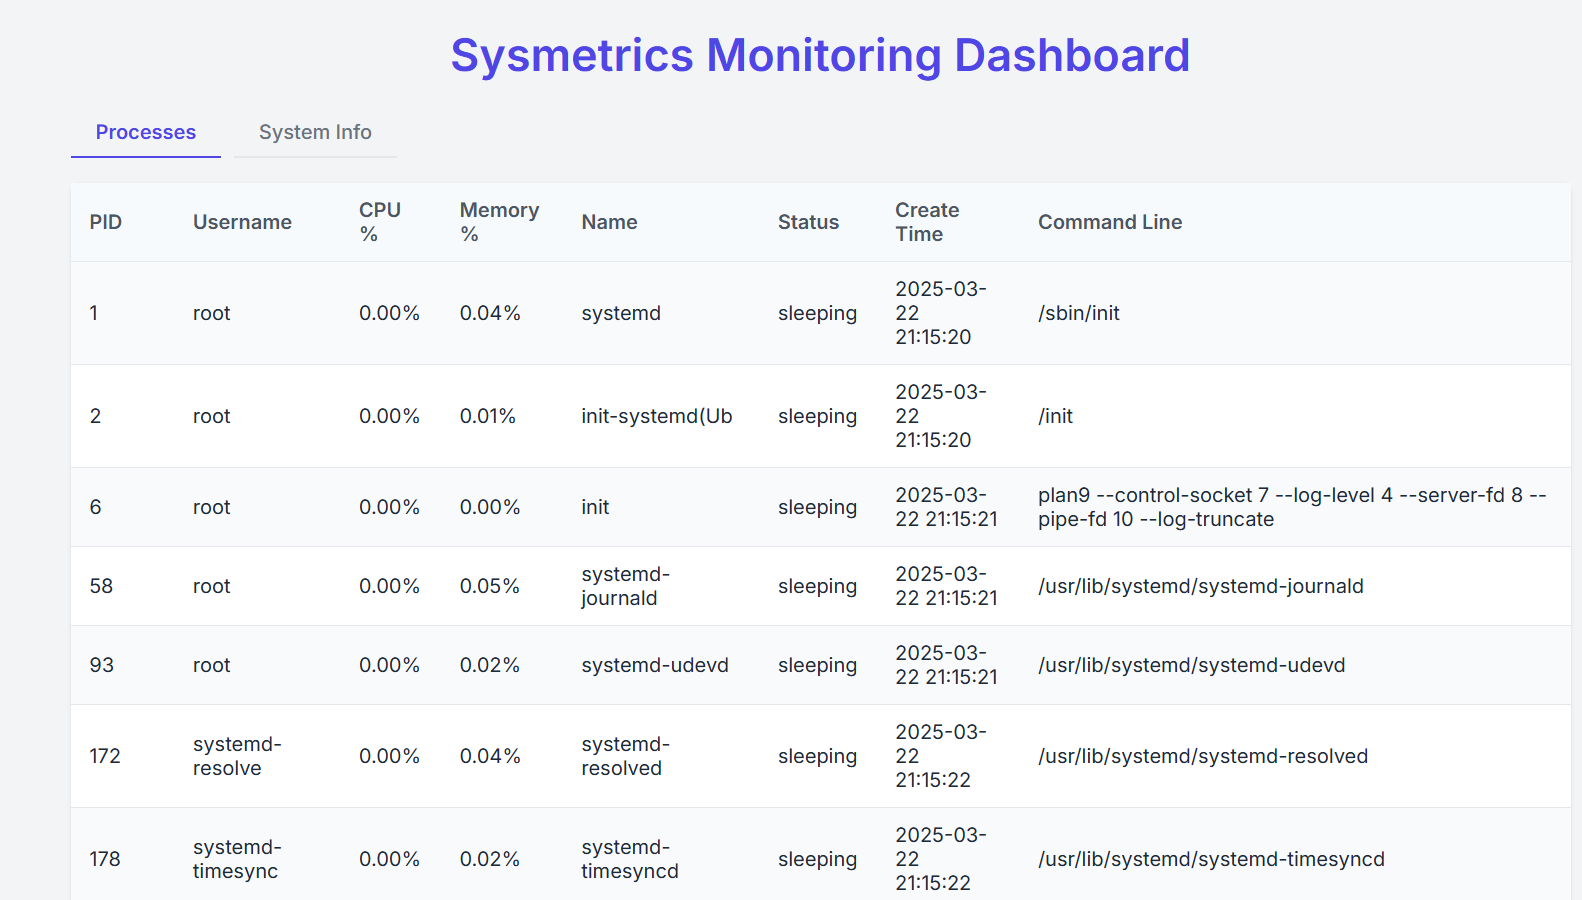 Sysmetrics Monitoring Dashboard
Processes System Info
PID Username CPU % Memory % Name Status Create Time Command Line
1 root 0.00% 0.04% systemd sleeping 2025-03-22 21:15:20 /sbin/init
2 root 0.00% 0.01% init-systemd(Ub sleeping 2025-03-22 21:15:20 /init
6 root 0.00% 0.00% init sleeping 2025-03-22 21:15:21 plan9 --control-socket 7 --log-level 4 --server-fd 8 --pipe-fd 10 --log-truncate
58 root 0.00% 0.05% systemd-journald sleeping 2025-03-22 21:15:21 /usr/lib/systemd/systemd-journald
93 root 0.00% 0.02% systemd-udevd sleeping 2025-03-22 21:15:21 /usr/lib/systemd/systemd-udevd
172 systemd-resolve 0.00% 0.04% systemd-resolved sleeping 2025-03-22 21:15:22 /usr/lib/systemd/systemd-resolved
178 systemd-timesync 0.00% 0.02% systemd-timesyncd sleeping 2025-03-22 21:15:22 /usr/lib/systemd/systemd-timesyncd